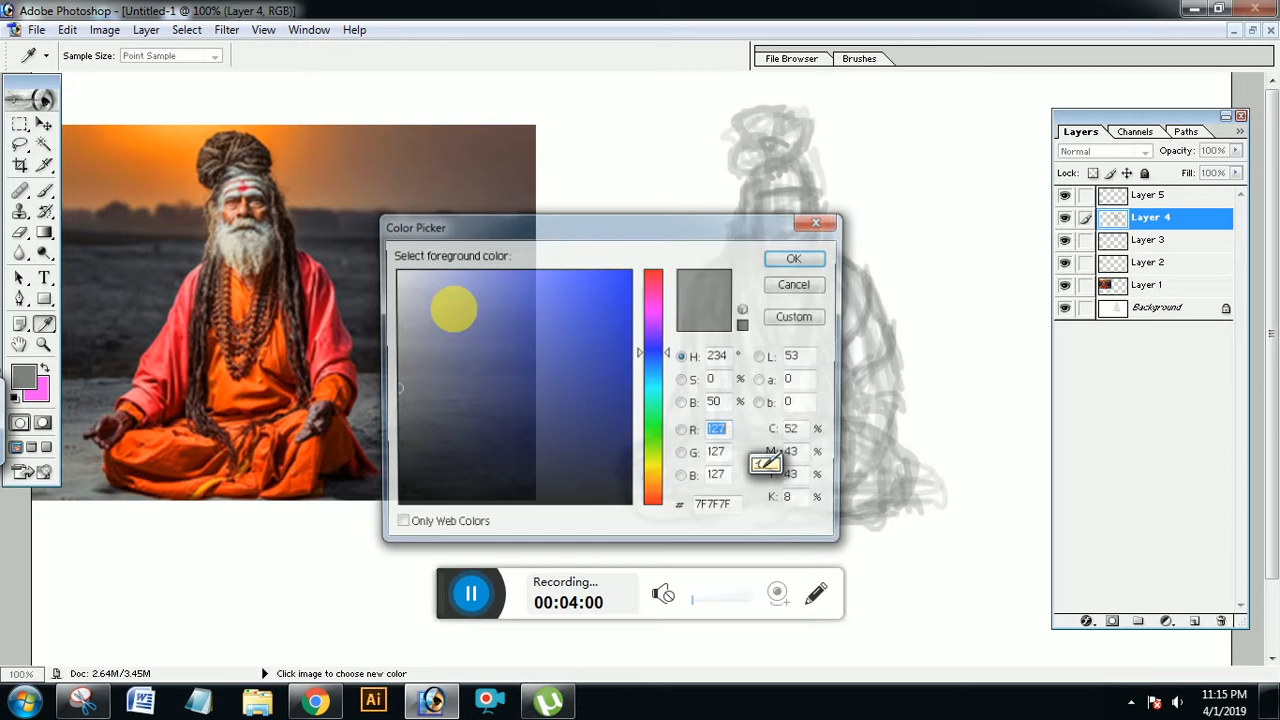 Adobe Photoshop - [Untitled-1 @ 100% (Layer 4, RGB)]
File Edit Image Layer Select Filter View Window Help
Sample Size: Point Sample
File Browser Brushes
Layers Channels Paths
Normal Opacity: 100%
Lock: Fill: 100%
Layer 5
Layer 4
Layer 3
Layer 2
Layer 1
Background
Color Picker
Select foreground color:
OK
Cancel
Custom
H: 234 ° L: 53
S: 0 % a: 0
B: 50 % b: 0
R: 127 C: 52 %
G: 127 M: 43 %
B: 127 43 %
# 7F7F7F K: 8 %
Only Web Colors
Recording...
00:04:00
100% Doc: 2.64M/3.45M Click image to choose new color
Ai
11:15 PM
4/1/2019